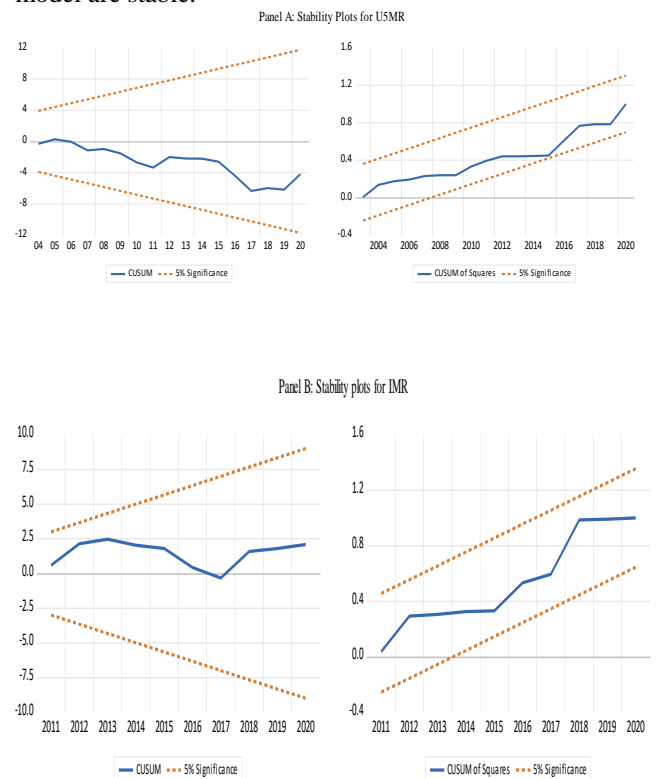 model are stable.
Panel A: Stability Plots for U5MR
12
8
4
0
-4
-8
-12
04 05 06 07 08 09 10 11 12 13 14 15 16 17 18 19 20
CUSUM 5% Significance
1.6
1.2
0.8
0.4
0.0
-0.4
2004 2006 2008 2010 2012 2014 2016 2018 2020
CUSUM of Squares 5% Significance
Panel B: Stability plots for IMR
10.0
7.5
5.0
2.5
0.0
-2.5
-5.0
-7.5
-10.0
2011 2012 2013 2014 2015 2016 2017 2018 2019 2020
CUSUM 5% Significance
1.6
1.2
0.8
0.4
0.0
-0.4
2011 2012 2013 2014 2015 2016 2017 2018 2019 2020
CUSUM of Squares 5% Significance